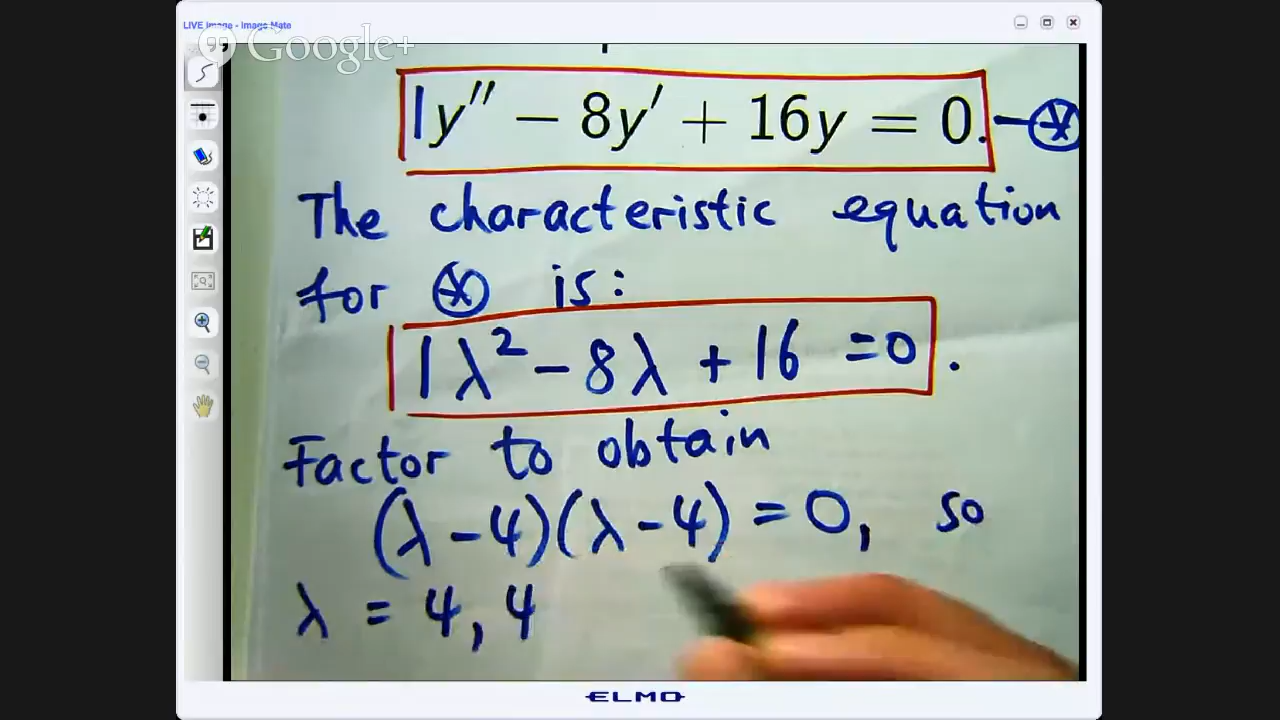 LIVE Image - Image Mate
Google+
1y″ − 8y′ + 16y = 0. - ⊛
The characteristic equation
for ⊛ is:
1λ² - 8λ + 16 = 0 .
Factor to obtain
(λ - 4)(λ - 4) = 0, so
λ = 4, 4
ELMO